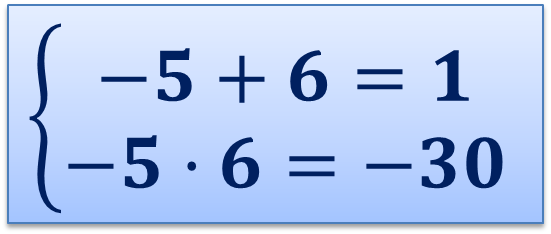 −5 + 6 = 1
−5 · 6 = −30